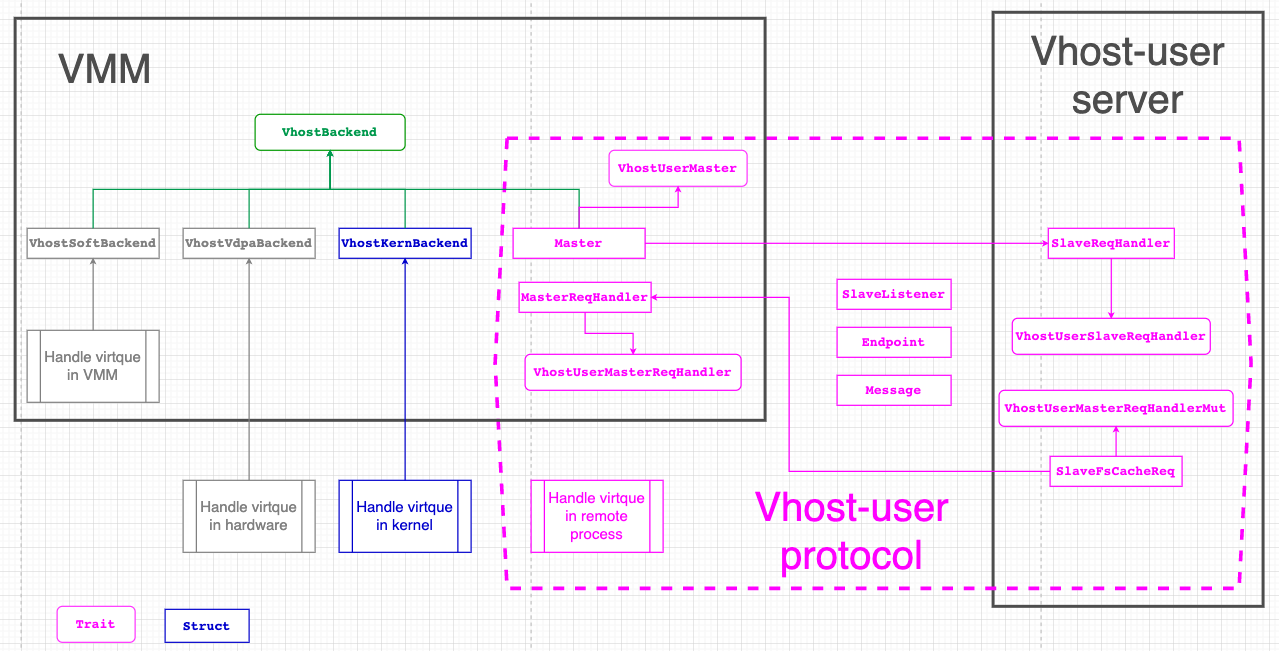 VMM
Vhost-user
server
VhostBackend
VhostUserMaster
VhostSoftBackend
VhostVdpaBackend
VhostKernBackend
Master
SlaveReqHandler
MasterReqHandler
SlaveListener
VhostUserSlaveReqHandler
Endpoint
Handle virtque
in VMM
VhostUserMasterReqHandler
Message
VhostUserMasterReqHandlerMut
SlaveFsCacheReq
Handle virtque
in hardware
Handle virtque
in kernel
Handle virtque
in remote
process
Vhost-user
protocol
Trait
Struct